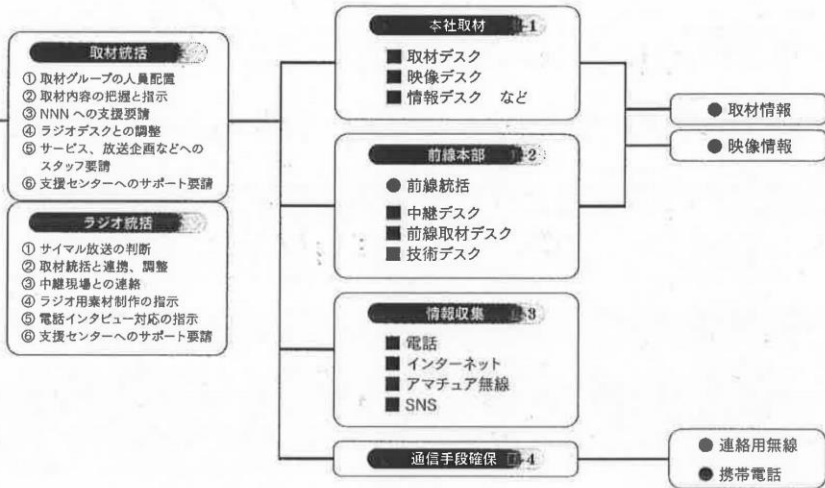 取材統括
① 取材グループの人員配置
② 取材内容の把握と指示
③ NNN への支援要請
④ ラジオデスクとの調整
⑤ サービス、放送企画などへの
スタッフ要請
⑥ 支援センターへのサポート要請
ラジオ統括
① サイマル放送の判断
② 取材統括と連携、調整
③ 中継現場との連絡
④ ラジオ用素材制作の指示
⑤ 電話インタビュー対応の指示
⑥ 支援センターへのサポート要請
本社取材 -1
■ 取材デスク
■ 映像デスク
■ 情報デスク など
前線本部 -2
● 前線統括
■ 中継デスク
■ 前線取材デスク
■ 技術デスク
情報収集 -3
■ 電話
■ インターネット
■ アマチュア無線
■ SNS
通信手段確保 -4
● 取材情報
● 映像情報
● 連絡用無線
● 携帯電話